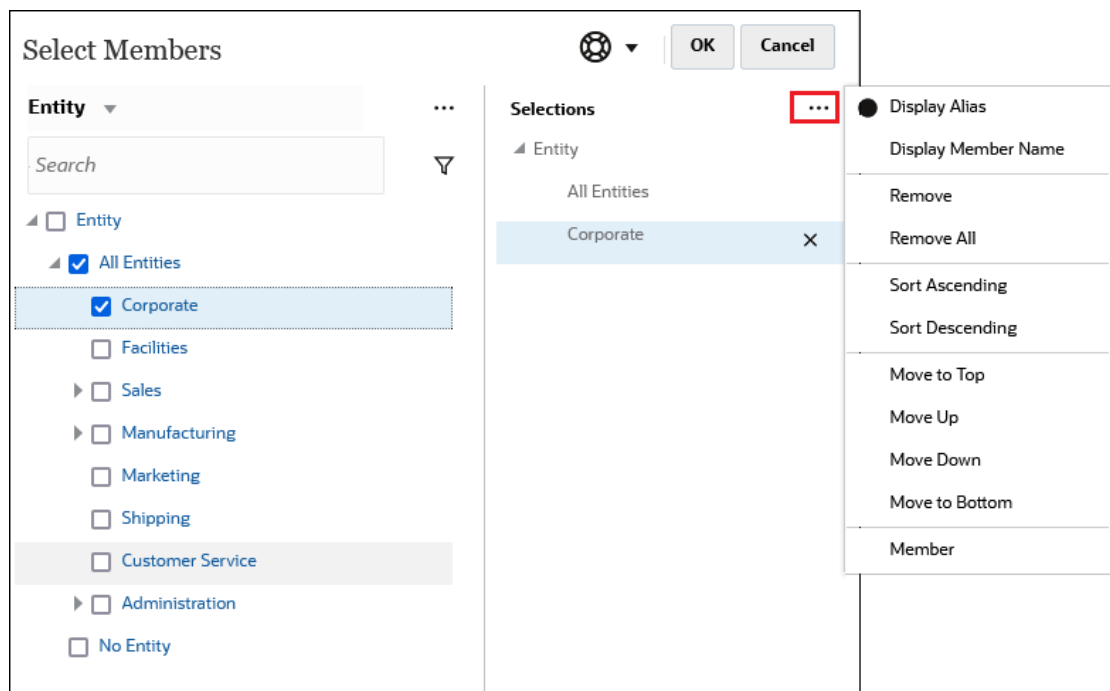 Select Members
OK
Cancel
Entity
...
Search
Entity
All Entities
Corporate
Facilities
Sales
Manufacturing
Marketing
Shipping
Customer Service
Administration
No Entity
Selections
...
Entity
All Entities
Corporate
Display Alias
Display Member Name
Remove
Remove All
Sort Ascending
Sort Descending
Move to Top
Move Up
Move Down
Move to Bottom
Member